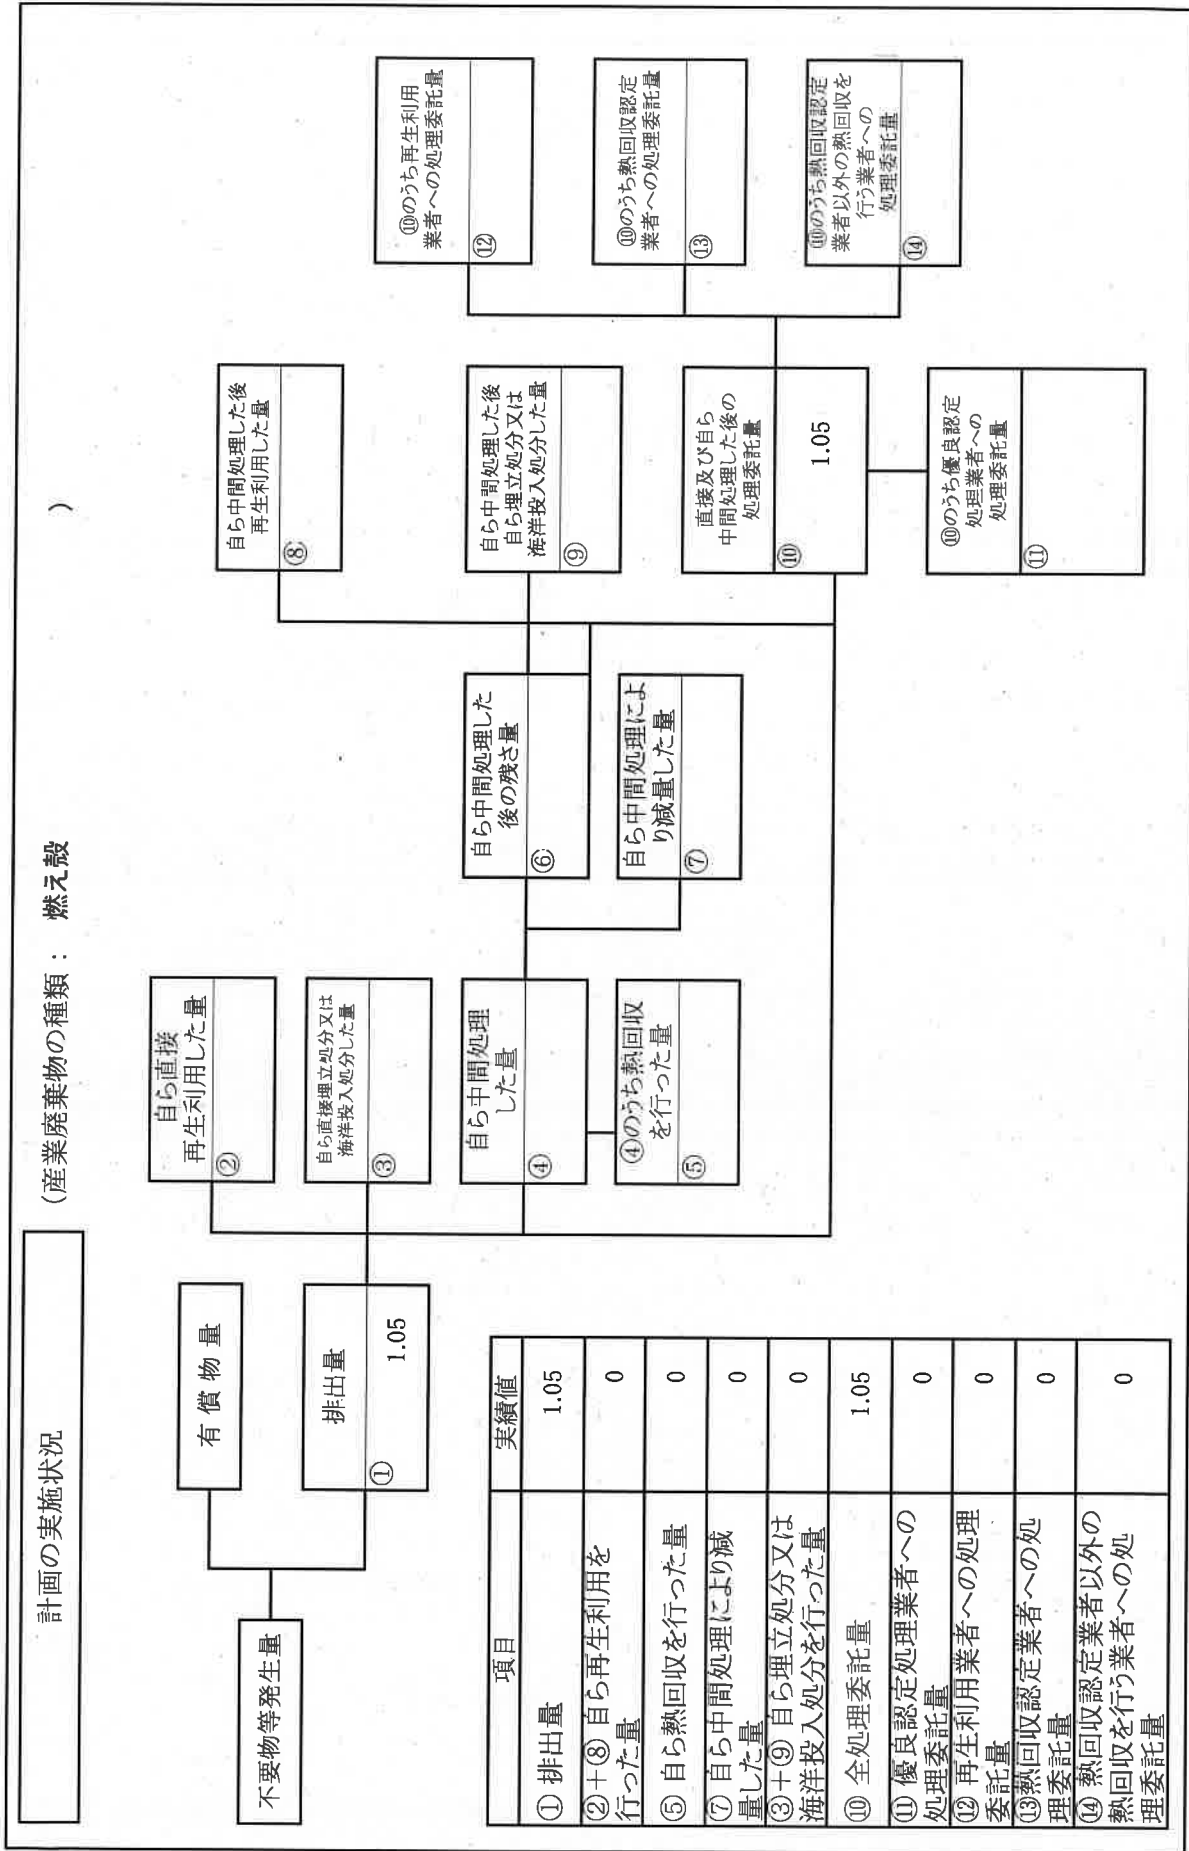 計画の実施状況
(産業廃棄物の種類： 燃え殻 )
不要物等発生量
有償物量
排出量
① 1.05
自ら直接
再生利用した量
②
自ら直接埋立処分又は
海洋投入処分した量
③
自ら中間処理
した量
④
④のうち熱回収
を行った量
⑤
自ら中間処理した
後の残さ量
⑥
自ら中間処理によ
り減量した量
⑦
自ら中間処理した後
再生利用した量
⑧
自ら中間処理した後
自ら埋立処分又は
海洋投入処分した量
⑨
直接及び自ら
中間処理した後の
処理委託量
⑩ 1.05
⑩のうち優良認定
処理業者への
処理委託量
⑪
⑩のうち再生利用
業者への処理委託量
⑫
⑩のうち熱回収認定
業者への処理委託量
⑬
⑩のうち熱回収認定
業者以外の熱回収を
行う業者への
処理委託量
⑭
項目 実績値
① 排出量 1.05
②＋⑧ 自ら再生利用を
行った量 0
⑤ 自ら熱回収を行った量 0
⑦ 自ら中間処理により減
量した量 0
③＋⑨ 自ら埋立処分又は
海洋投入処分を行った量 0
⑩ 全処理委託量 1.05
⑪ 優良認定処理業者への
処理委託量 0
⑫ 再生利用業者への処理
委託量 0
⑬熱回収認定業者への処
理委託量 0
⑭ 熱回収認定業者以外の
熱回収を行う業者への処
理委託量 0